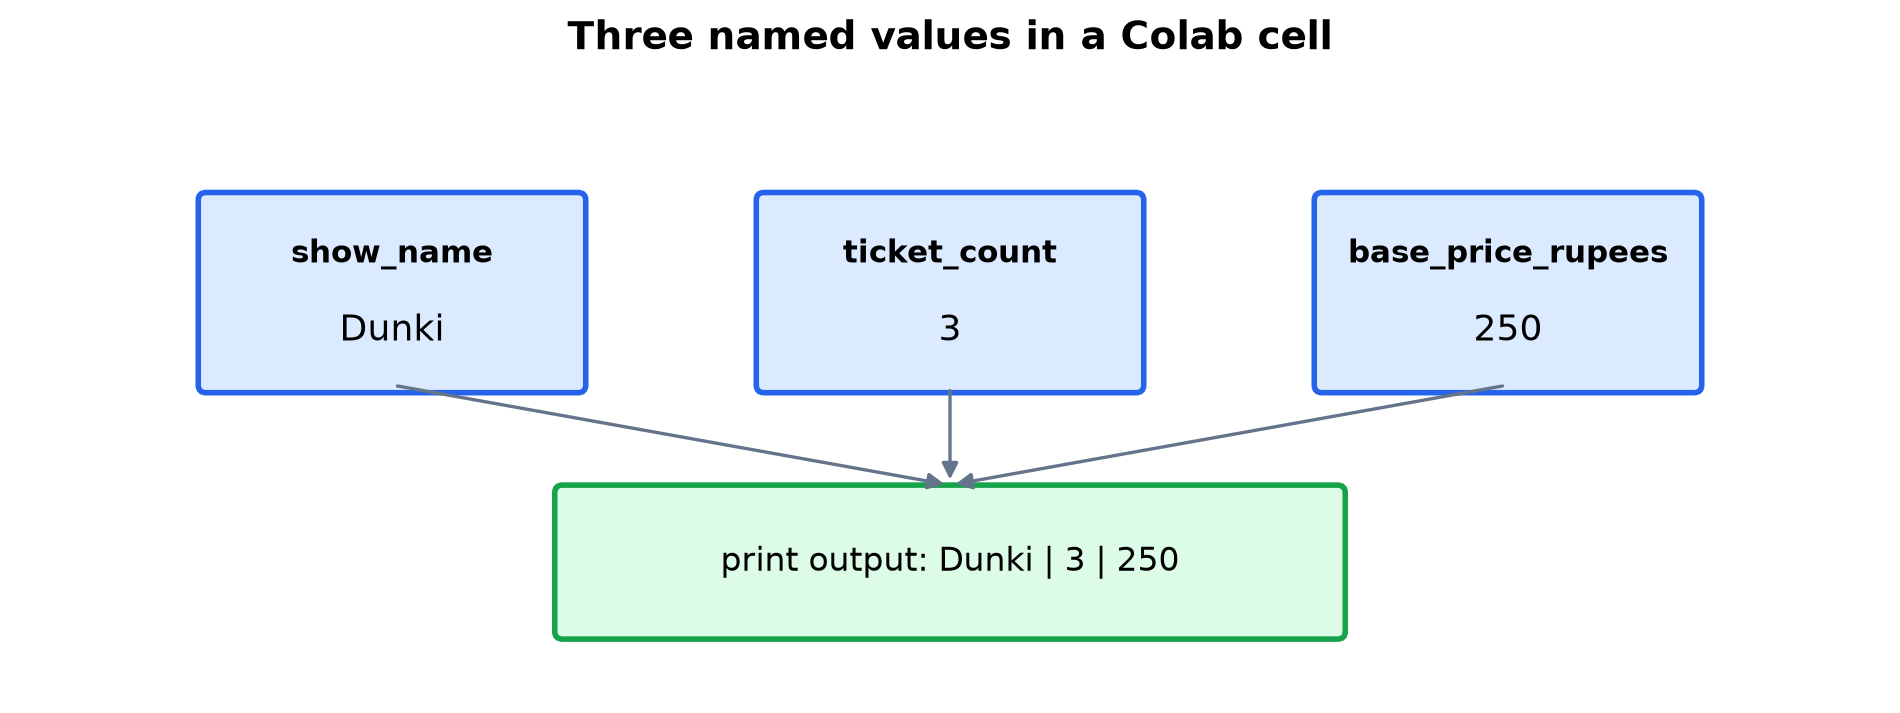 Three named values in a Colab cell
show_name
Dunki
ticket_count
3
base_price_rupees
250
print output: Dunki | 3 | 250